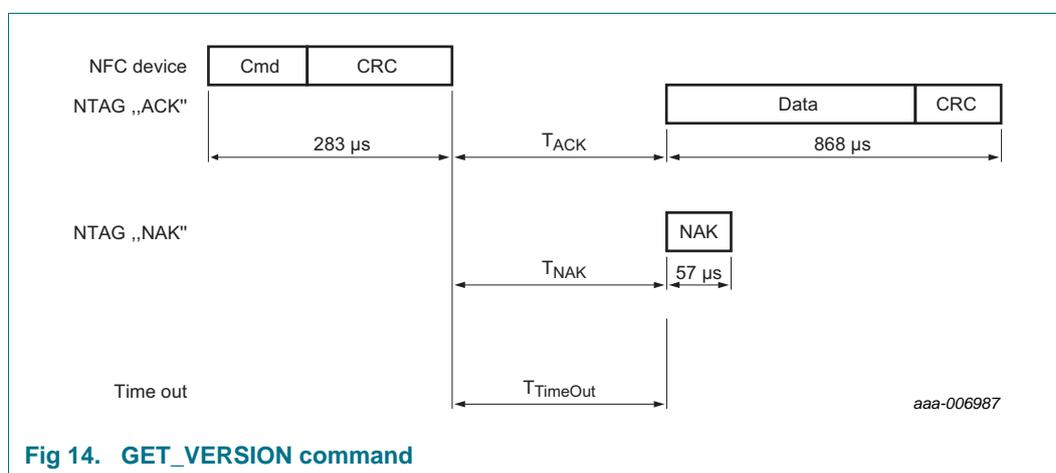 NFC device Cmd CRC
NTAG ,,ACK" Data CRC
283 µs TACK 868 µs
NTAG ,,NAK" NAK
TNAK 57 µs
Time out TTimeOut
aaa-006987
Fig 14. GET_VERSION command